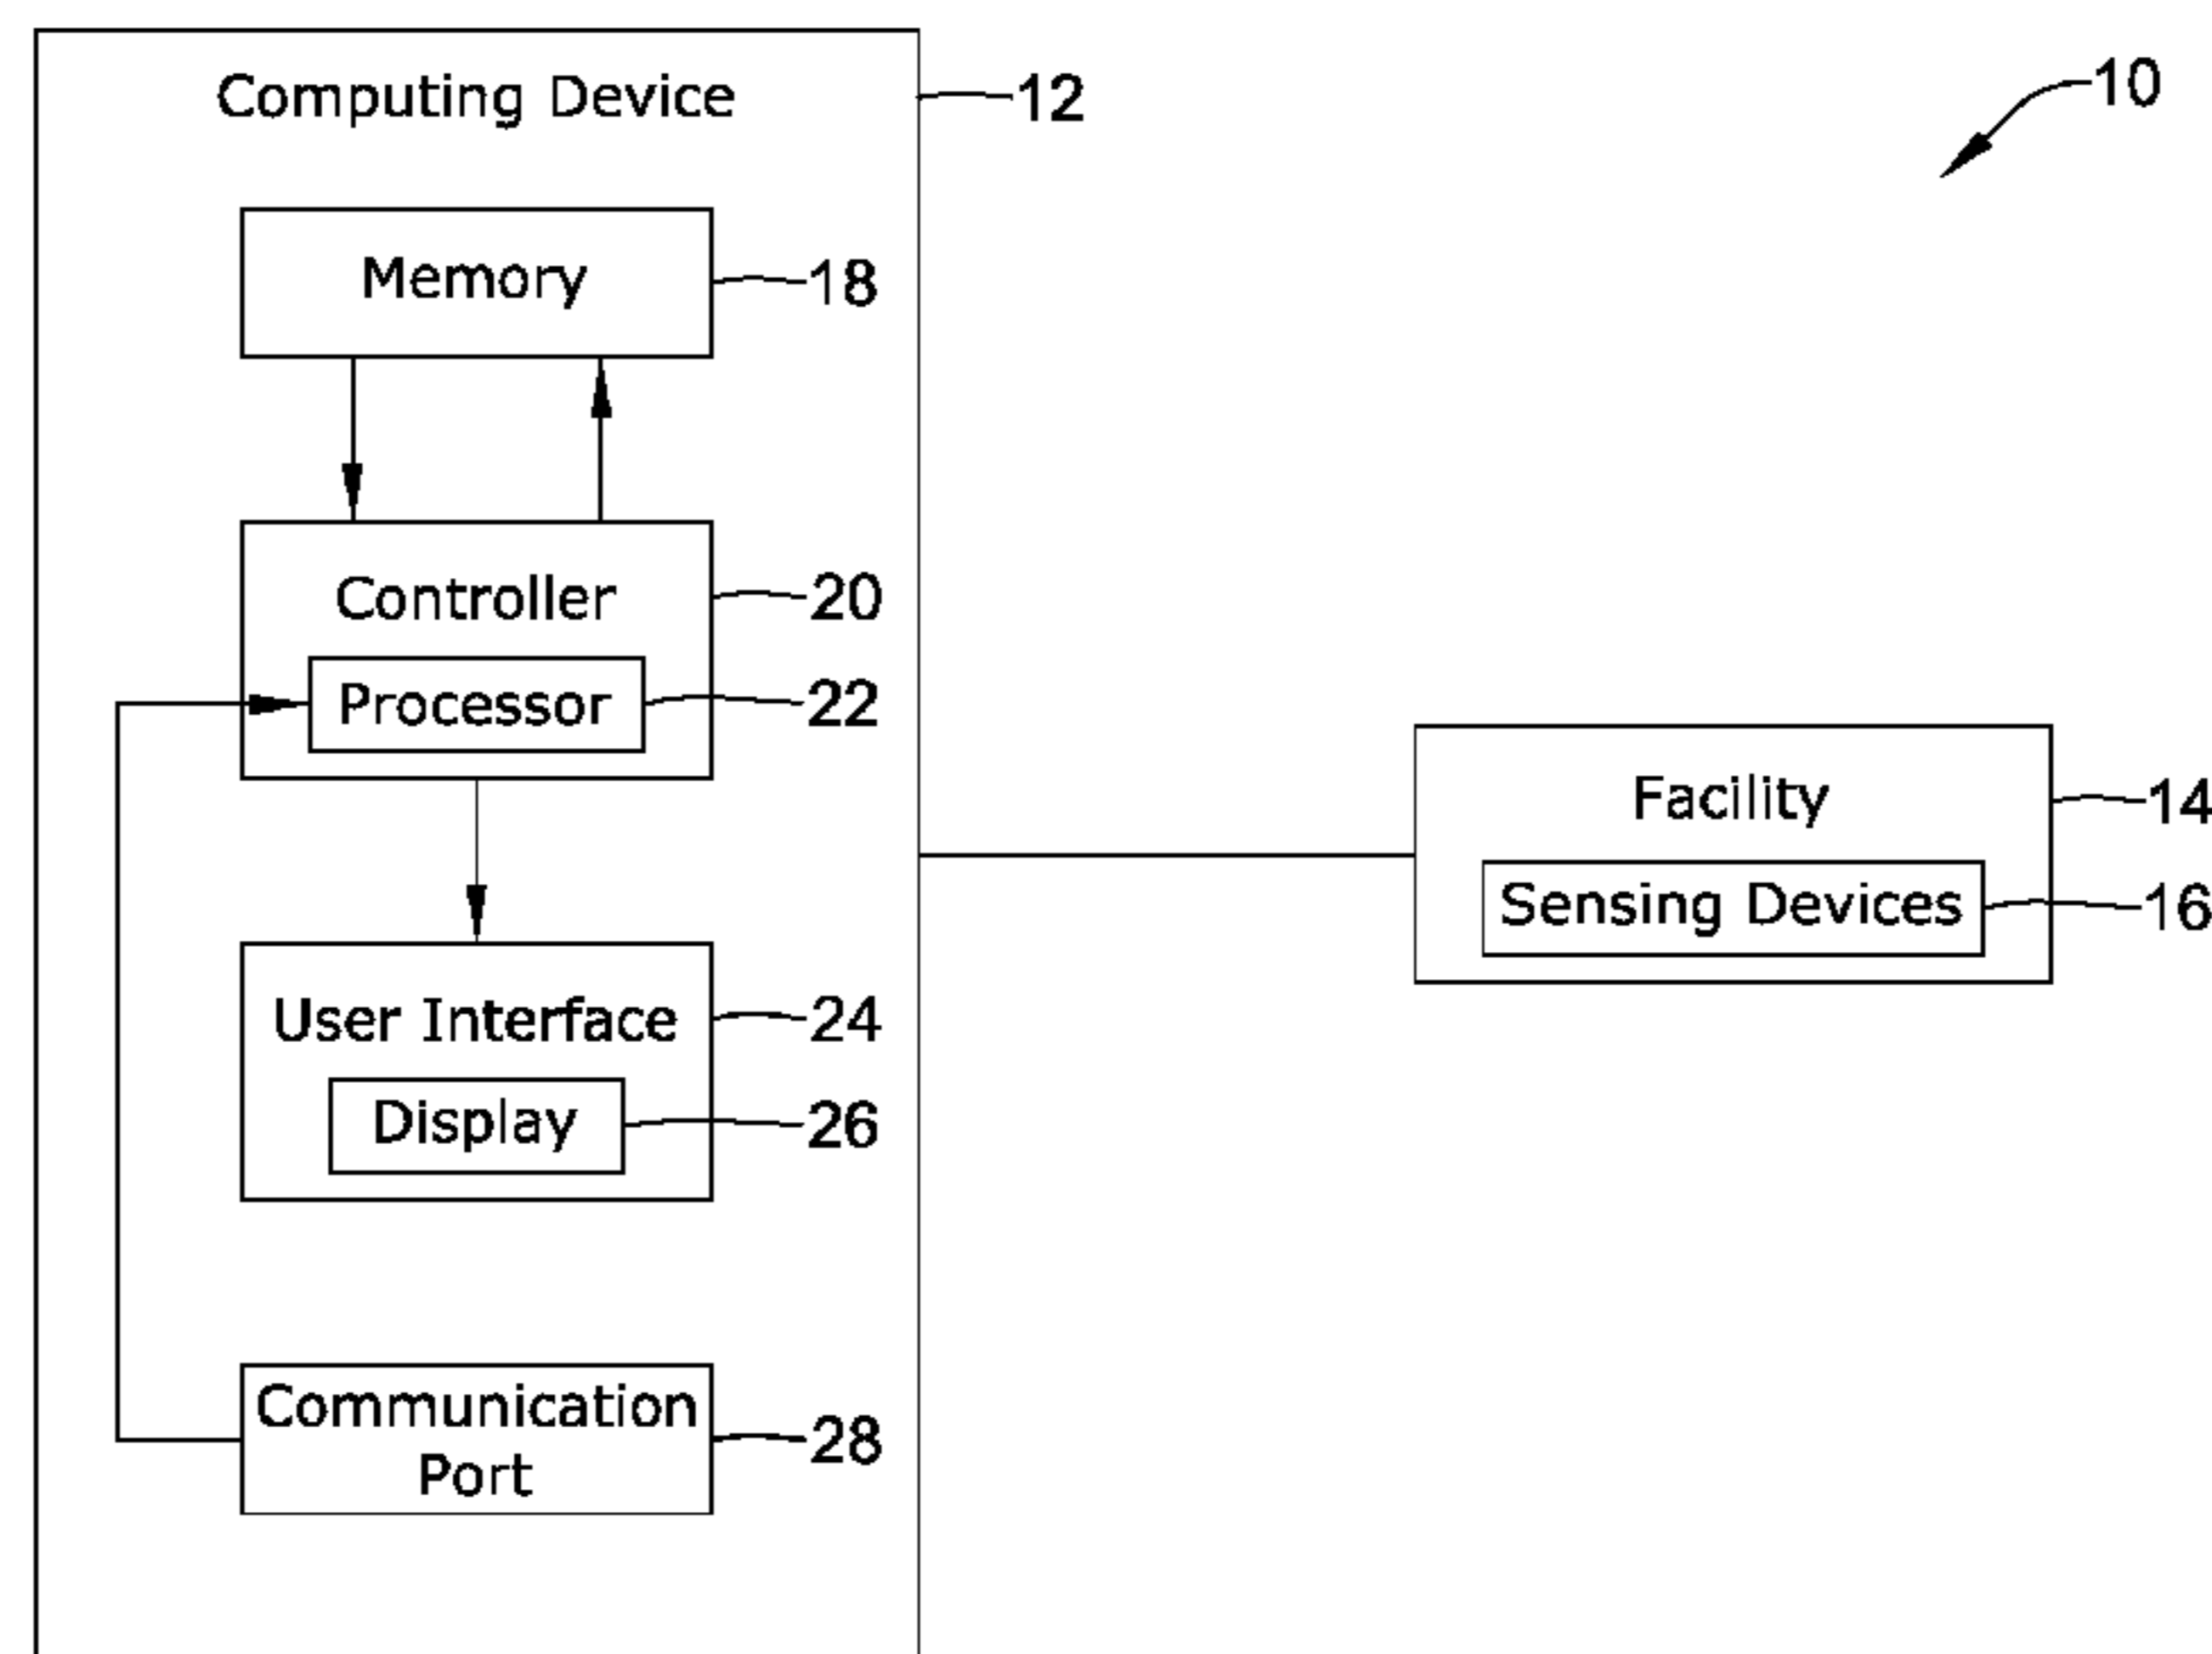 Computing Device
12
10
Memory
18
Controller
20
Processor
22
Facility
14
Sensing Devices
16
User Interface
24
Display
26
Communication
Port
28